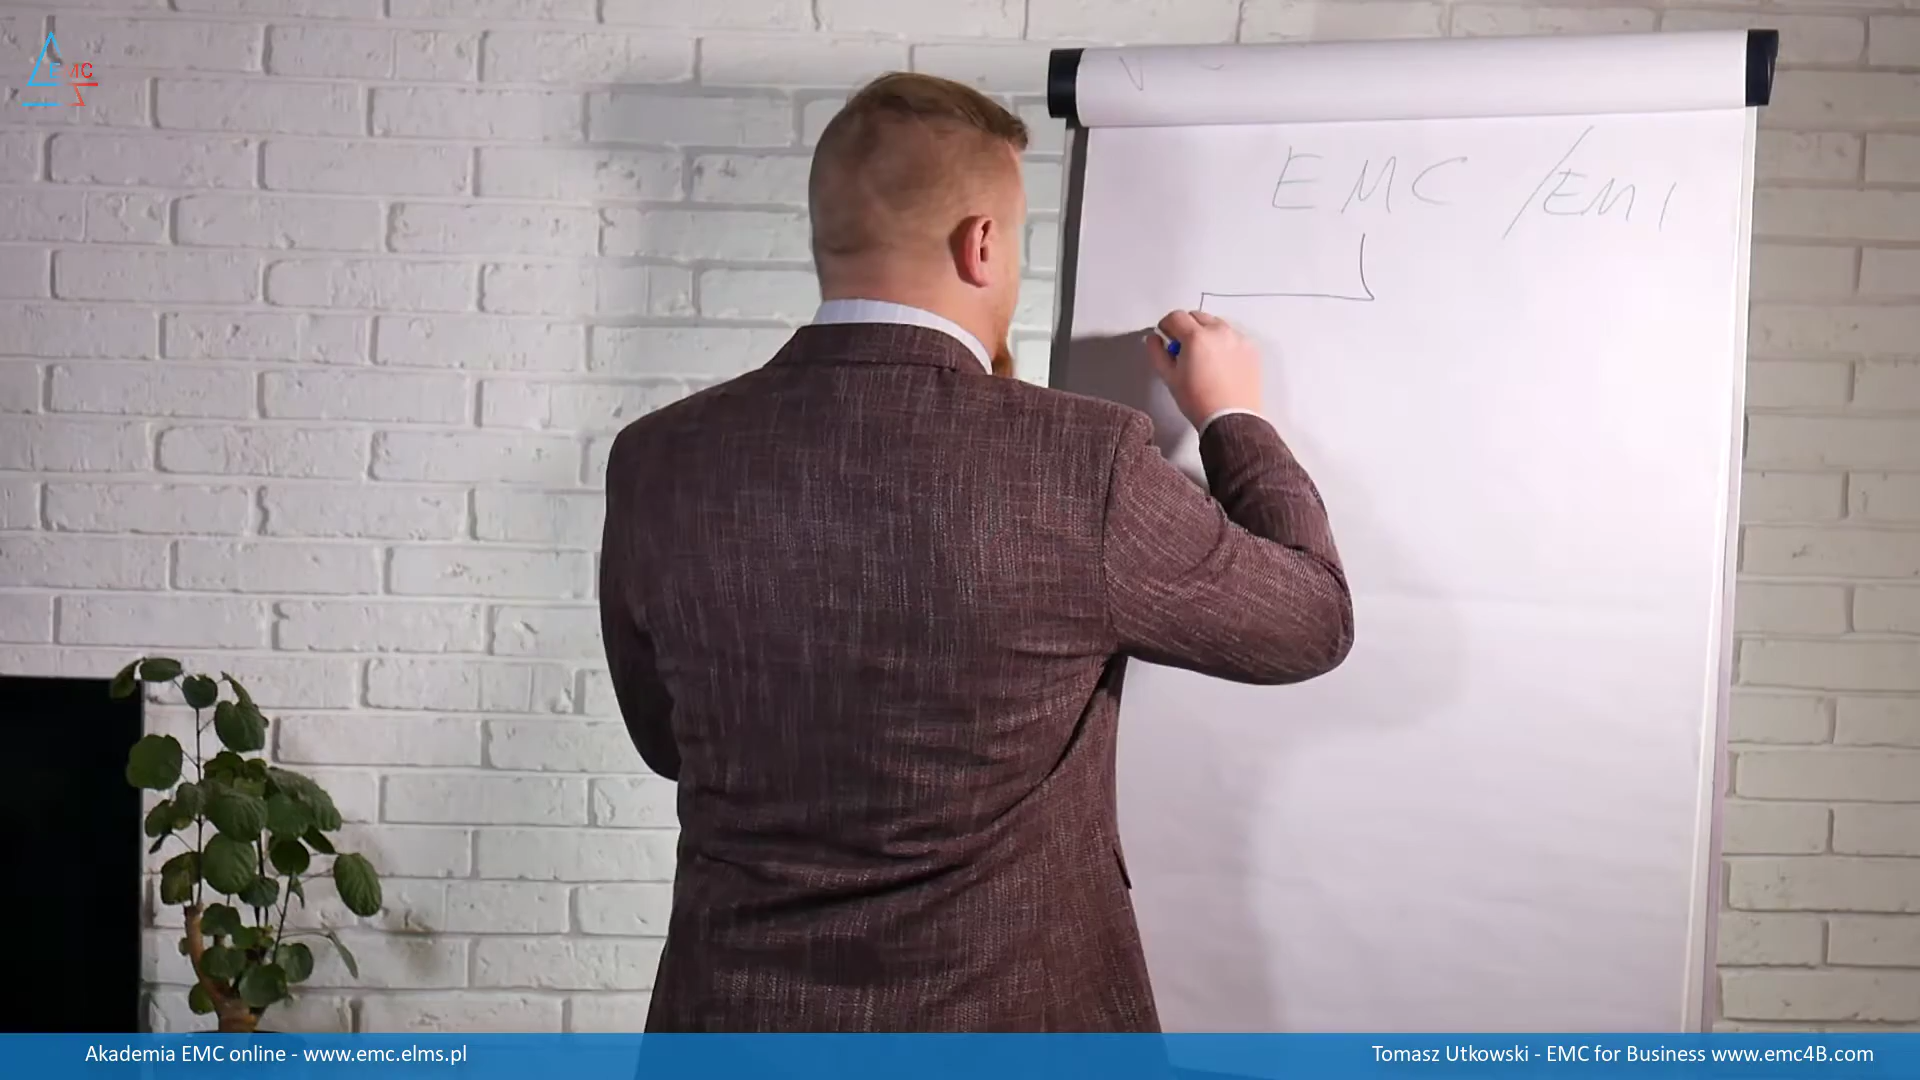 EMC
EMC / EMI
Akademia EMC online - www.emc.elms.pl
Tomasz Utkowski - EMC for Business www.emc4B.com